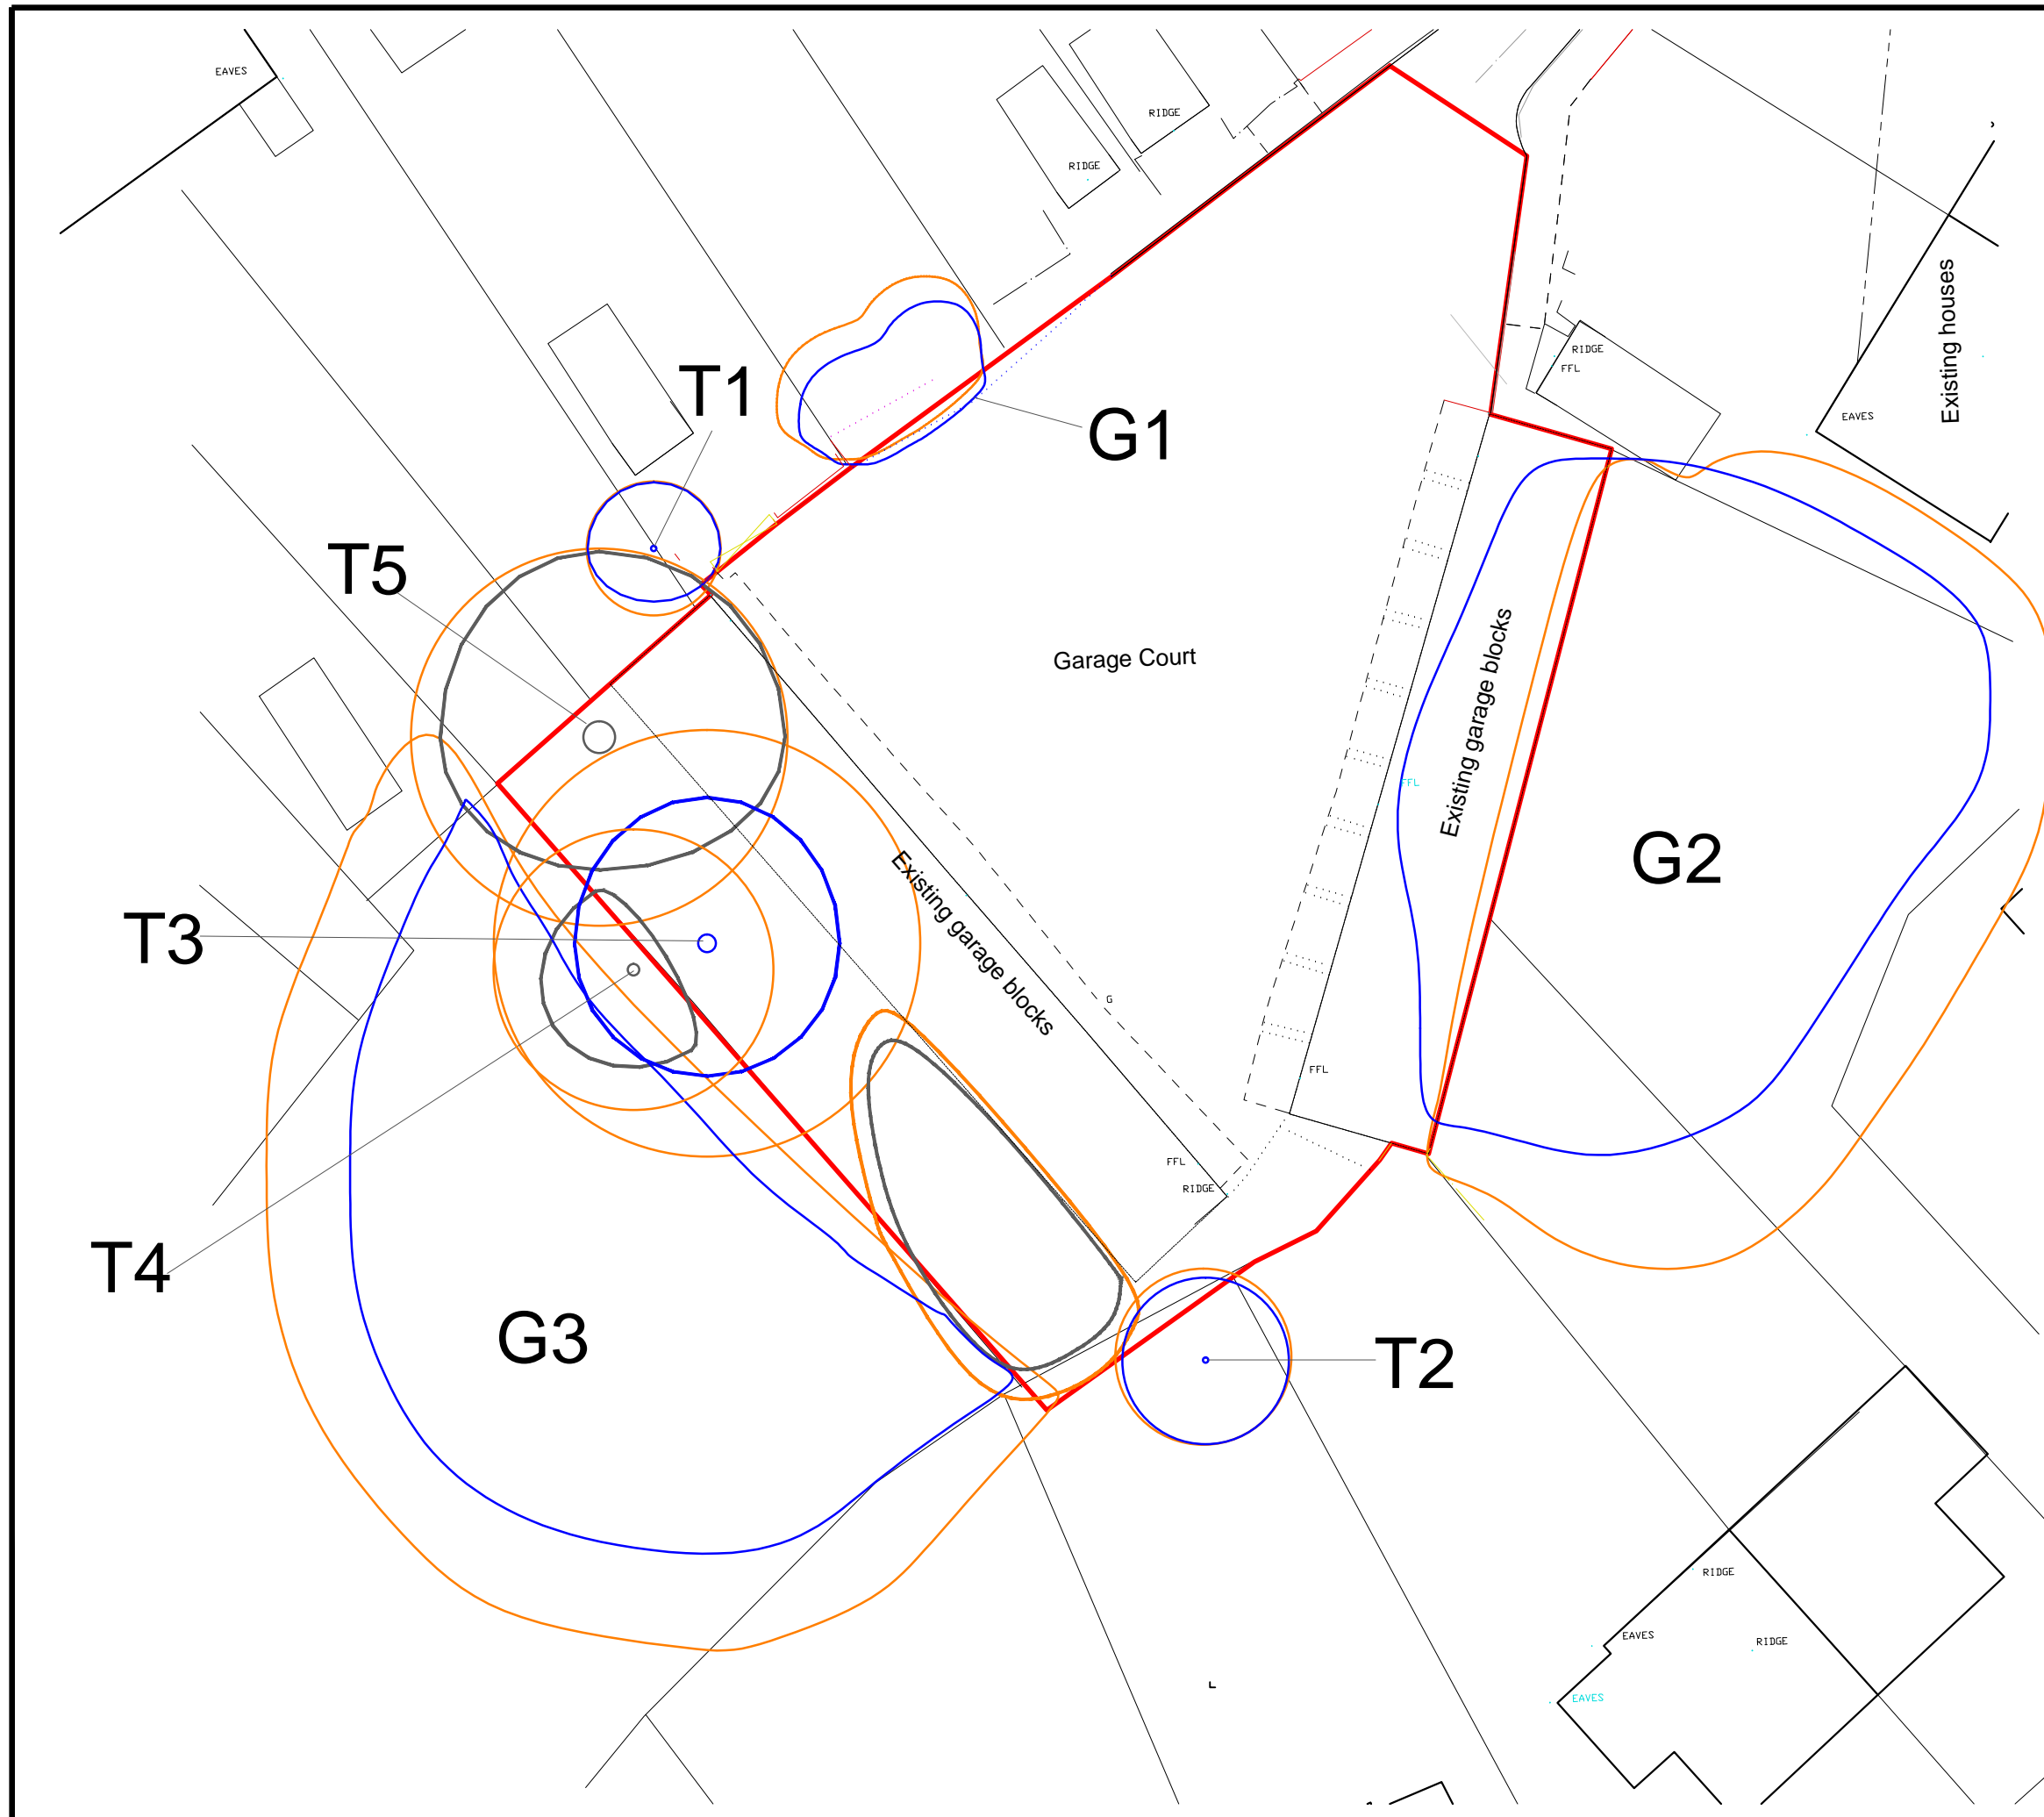 EAVES
RIDGE
RIDGE
Existing houses
RIDGE
FFL
T1
G1
EAVES
T5
Garage Court
Existing garage blocks
FFL
G2
Existing garage blocks
T3
G
FFL
FFL
RIDGE
T4
G3
T2
RIDGE
EAVES
RIDGE
EAVES